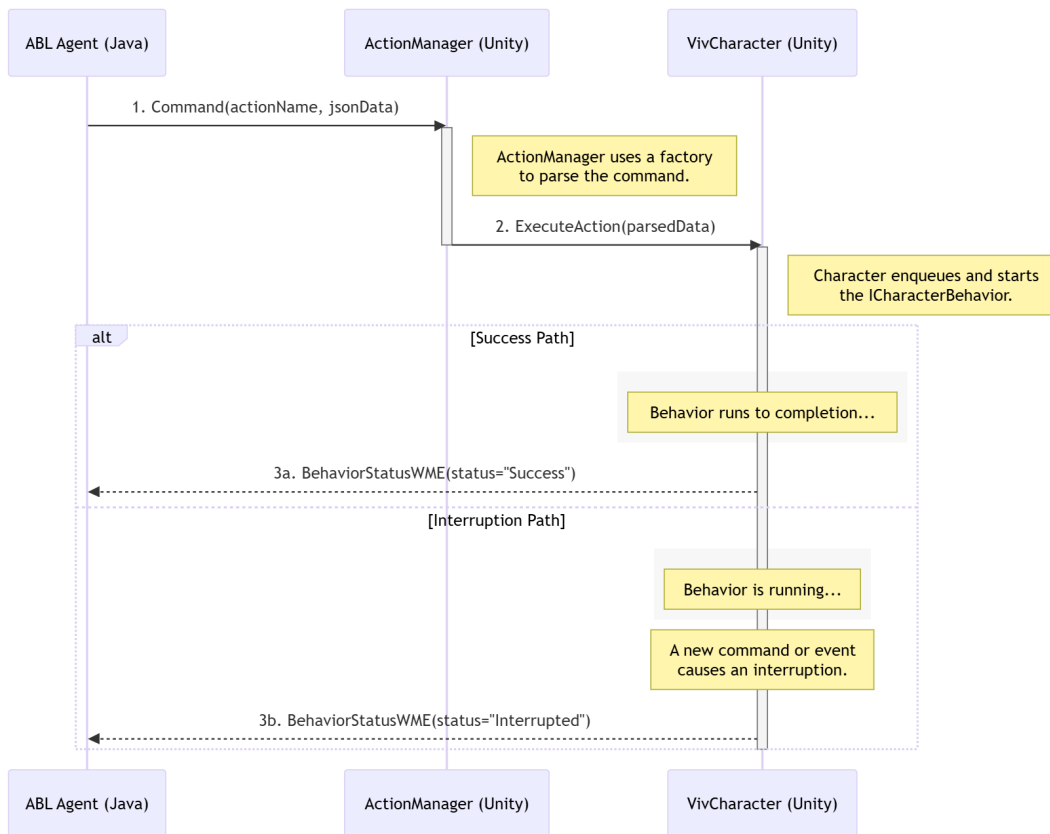 ABL Agent (Java)
ActionManager (Unity)
VivCharacter (Unity)
1. Command(actionName, jsonData)
ActionManager uses a factory
to parse the command.
2. ExecuteAction(parsedData)
Character enqueues and starts
the ICharacterBehavior.
alt
[Success Path]
Behavior runs to completion...
3a. BehaviorStatusWME(status="Success")
[Interruption Path]
Behavior is running...
A new command or event
causes an interruption.
3b. BehaviorStatusWME(status="Interrupted")
ABL Agent (Java)
ActionManager (Unity)
VivCharacter (Unity)